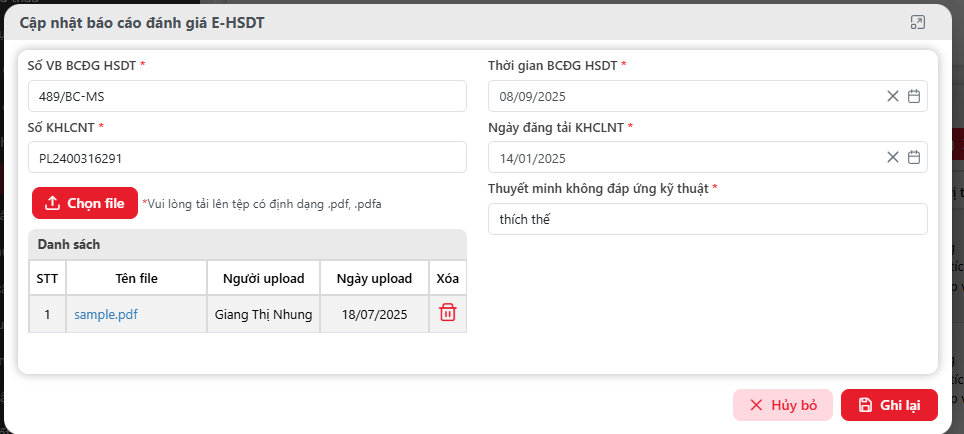 Cập nhật báo cáo đánh giá E-HSDT
Số VB BCĐG HSDT *
489/BC-MS
Thời gian BCĐG HSDT *
08/09/2025
Số KHLCNT *
PL2400316291
Ngày đăng tải KHCLNT *
14/01/2025
Chọn file
*Vui lòng tải lên tệp có định dạng .pdf, .pdfa
Thuyết minh không đáp ứng kỹ thuật *
thích thế
Danh sách
STT Tên file Người upload Ngày upload Xóa
1 sample.pdf Giang Thị Nhung 18/07/2025
Hủy bỏ
Ghi lại